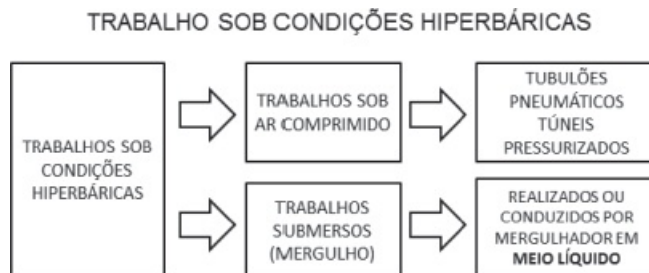 TRABALHO SOB CONDIÇÕES HIPERBÁRICAS
TRABALHOS SOB
CONDIÇÕES
HIPERBÁRICAS
TRABALHOS SOB
AR COMPRIMIDO
TUBULÕES
PNEUMÁTICOS
TÚNEIS
PRESSURIZADOS
TRABALHOS
SUBMERSOS
(MERGULHO)
REALIZADOS OU
CONDUZIDOS POR
MERGULHADOR EM
MEIO LÍQUIDO